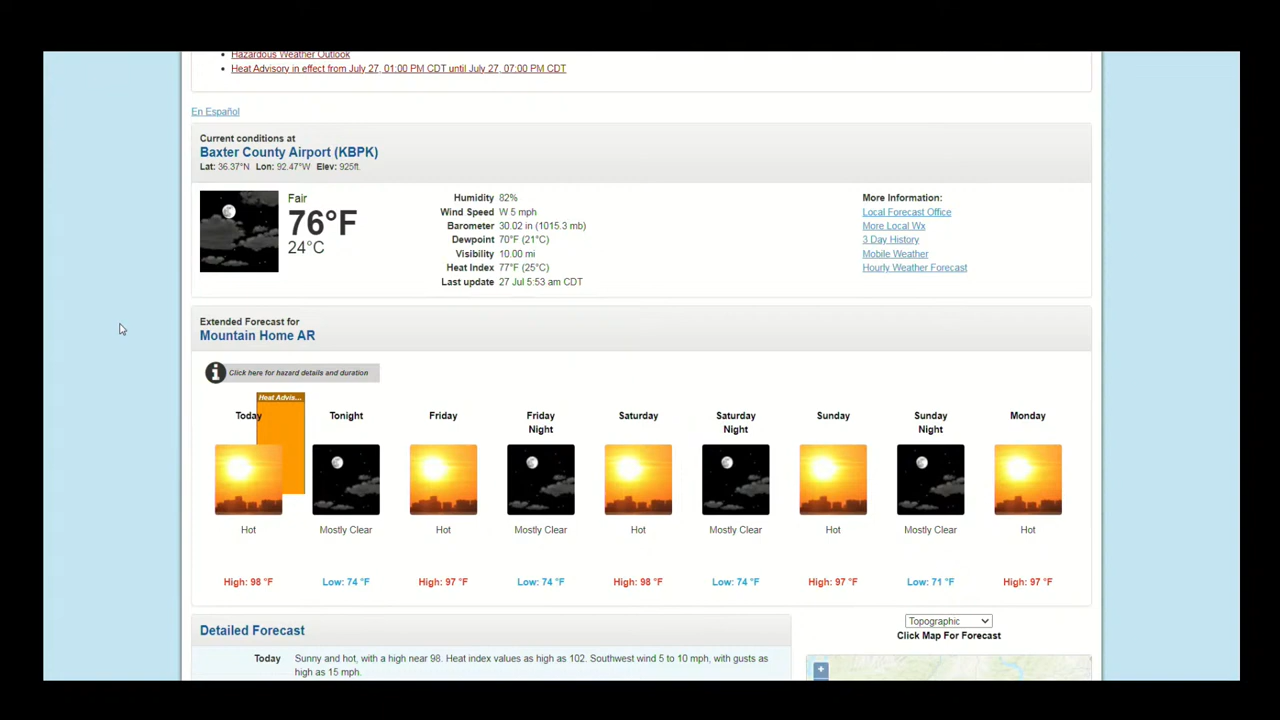 Hazardous Weather Outlook
Heat Advisory in effect from July 27, 01:00 PM CDT until July 27, 07:00 PM CDT
En Español
Current conditions at
Baxter County Airport (KBPK)
Lat: 36.37°N Lon: 92.47°W Elev: 925ft.
Fair
76°F
24°C
Humidity 82%
Wind Speed W 5 mph
Barometer 30.02 in (1015.3 mb)
Dewpoint 70°F (21°C)
Visibility 10.00 mi
Heat Index 77°F (25°C)
Last update 27 Jul 5:53 am CDT
More Information:
Local Forecast Office
More Local Wx
3 Day History
Mobile Weather
Hourly Weather Forecast
Extended Forecast for
Mountain Home AR
i Click here for hazard details and duration
Heat Advis...
Today Tonight Friday Friday Night Saturday Saturday Night Sunday Sunday Night Monday
Hot Mostly Clear Hot Mostly Clear Hot Mostly Clear Hot Mostly Clear Hot
High: 98 °F Low: 74 °F High: 97 °F Low: 74 °F High: 98 °F Low: 74 °F High: 97 °F Low: 71 °F High: 97 °F
Detailed Forecast
Today Sunny and hot, with a high near 98. Heat index values as high as 102. Southwest wind 5 to 10 mph, with gusts as
high as 15 mph.
Topographic
Click Map For Forecast
+